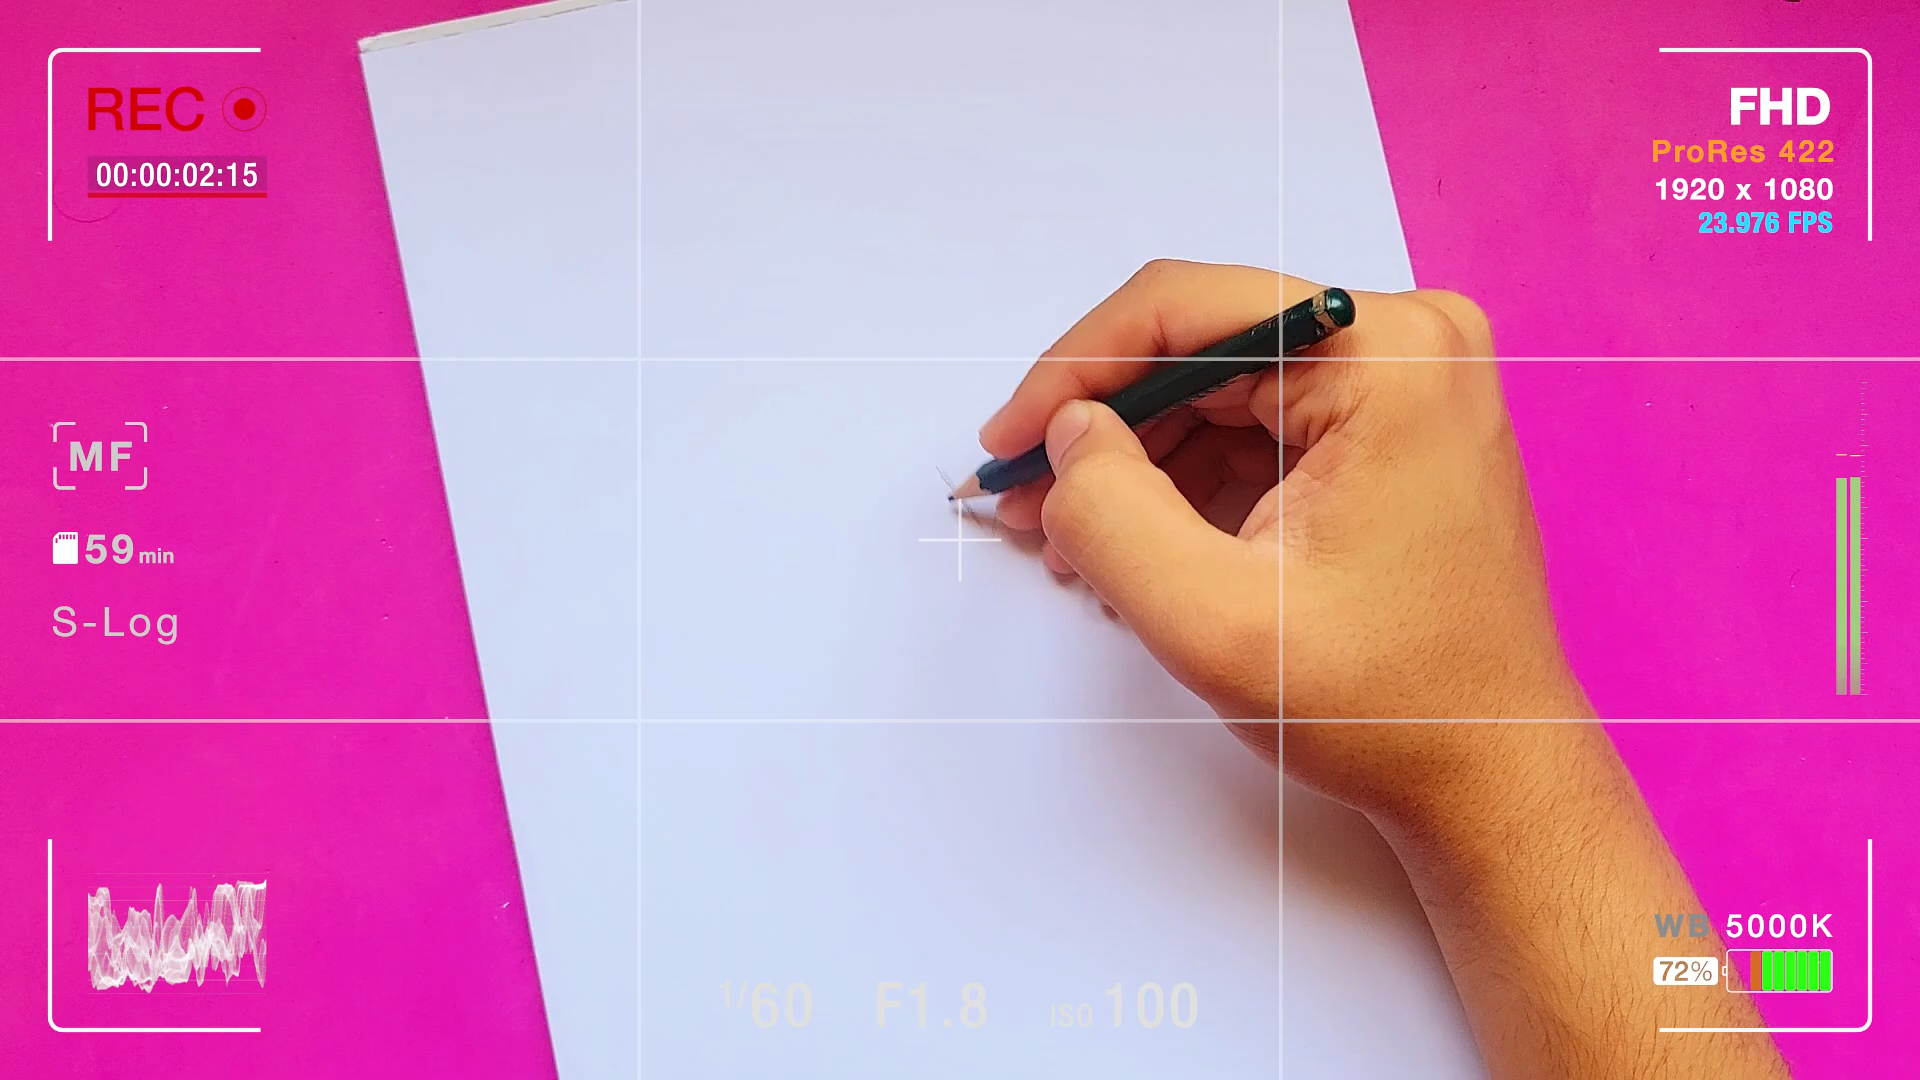 REC
00:00:02:15
FHD
ProRes 422
1920 x 1080
23.976 FPS
MF
59 min
S-Log
WB 5000K
72%
1/60 F1.8 ISO 100